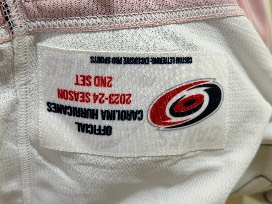 OFFICIAL
CAROLINA HURRICANES
2023-24 SEASON
2ND SET
CUSTOM LETTERING: EXCLUSIVE PRO SPORTS